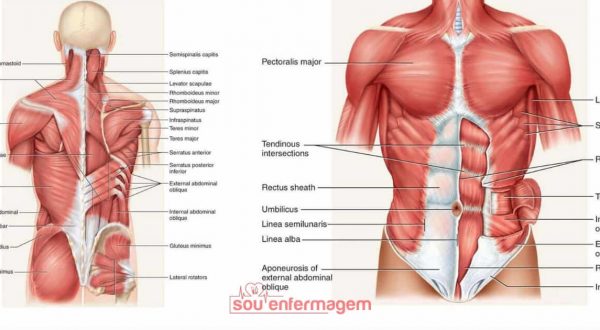 Semispinalis capitis
Splenius capitis
Levator scapulae
Rhomboideus minor
Rhomboideus major
Supraspinatus
Infraspinatus
Teres minor
Teres major
Serratus anterior
Serratus posterior
inferior
External abdominal
oblique
Internal abdominal
oblique
Gluteus minimus
Lateral rotators
Pectoralis major
Tendinous
intersections
Rectus sheath
Umbilicus
Linea semilunaris
Linea alba
Aponeurosis of
external abdominal
oblique
sou enfermagem